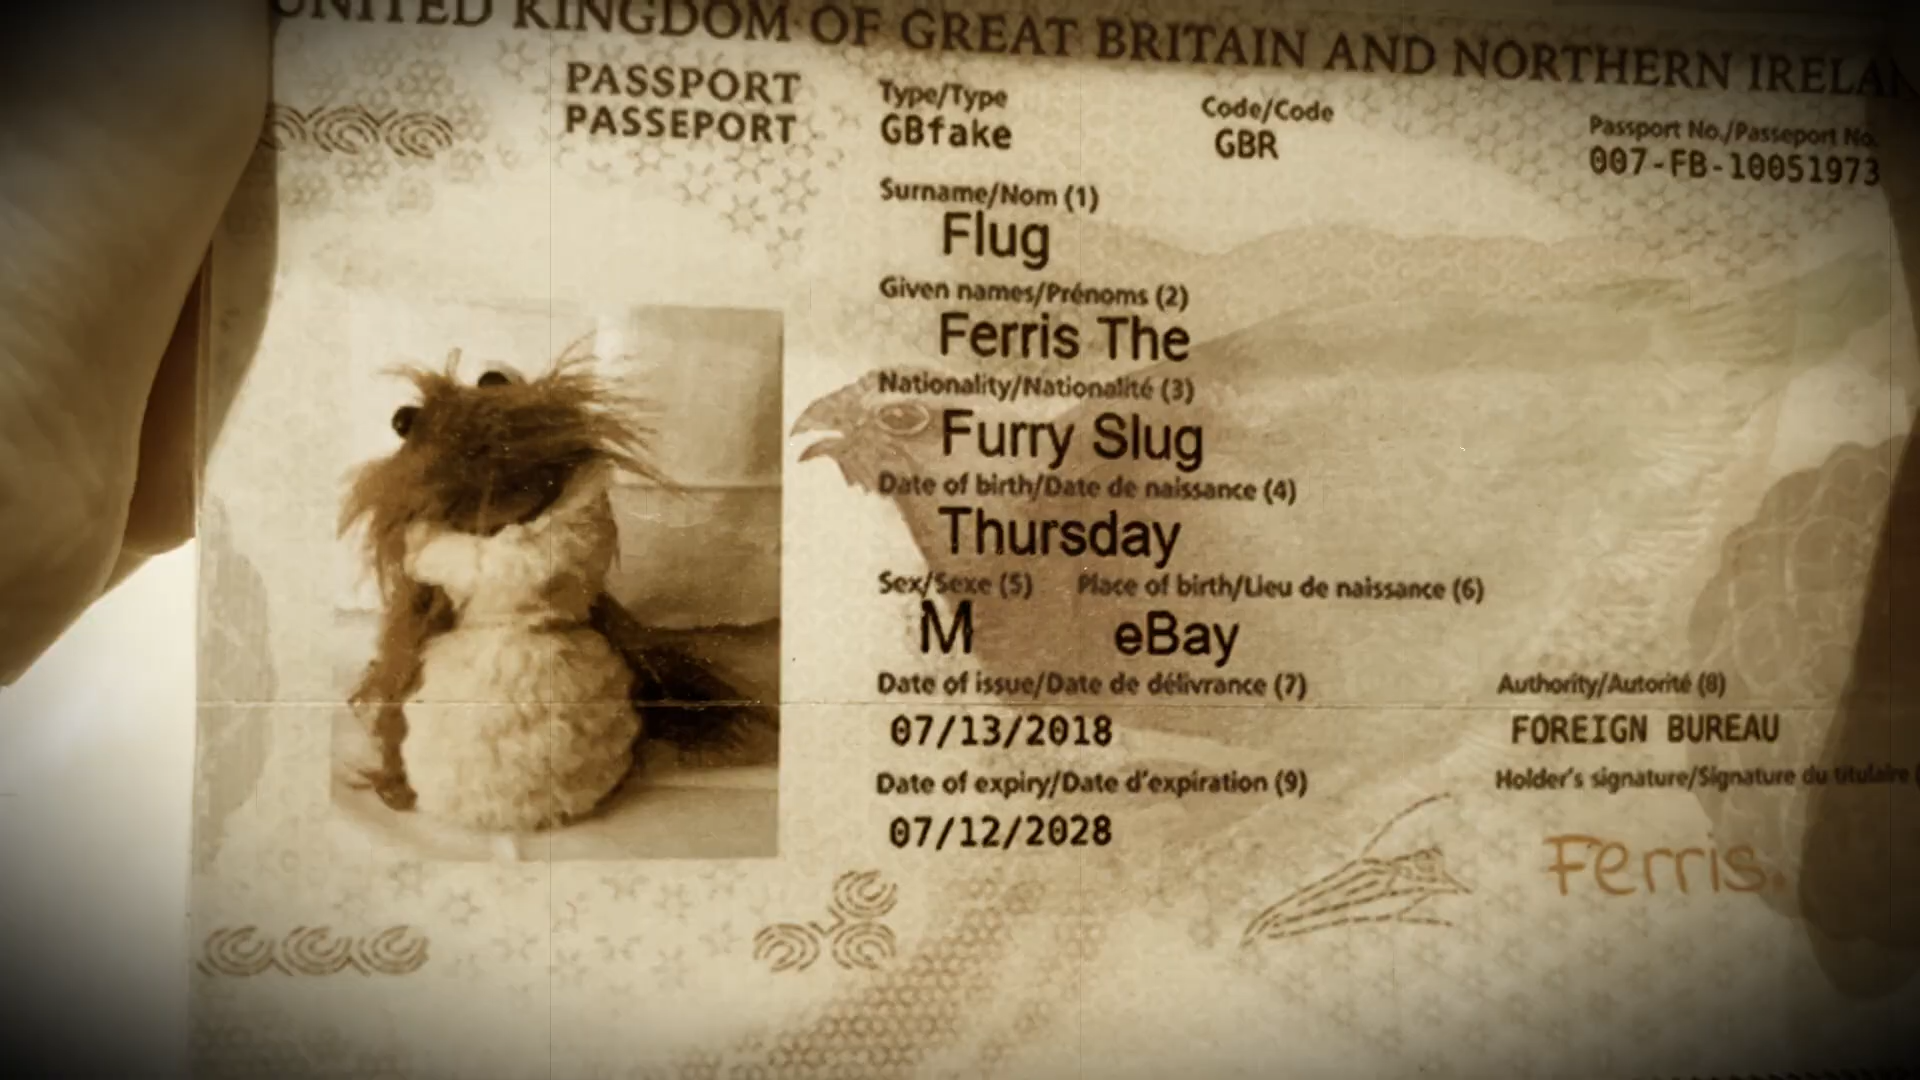 UNITED KINGDOM OF GREAT BRITAIN AND NORTHERN IRELAN
PASSPORT
PASSEPORT
Type/Type
GBfake
Code/Code
GBR
Passport No./Passeport No.
007-FB-10051973
Surname/Nom (1)
Flug
Given names/Prénoms (2)
Ferris The
Nationality/Nationalité (3)
Furry Slug
Date of birth/Date de naissance (4)
Thursday
Sex/Sexe (5) Place of birth/Lieu de naissance (6)
M eBay
Date of issue/Date de délivrance (7)
07/13/2018
Authority/Autorité (8)
FOREIGN BUREAU
Date of expiry/Date d'expiration (9)
07/12/2028
Holder's signature/Signature du titulaire (
Ferris.